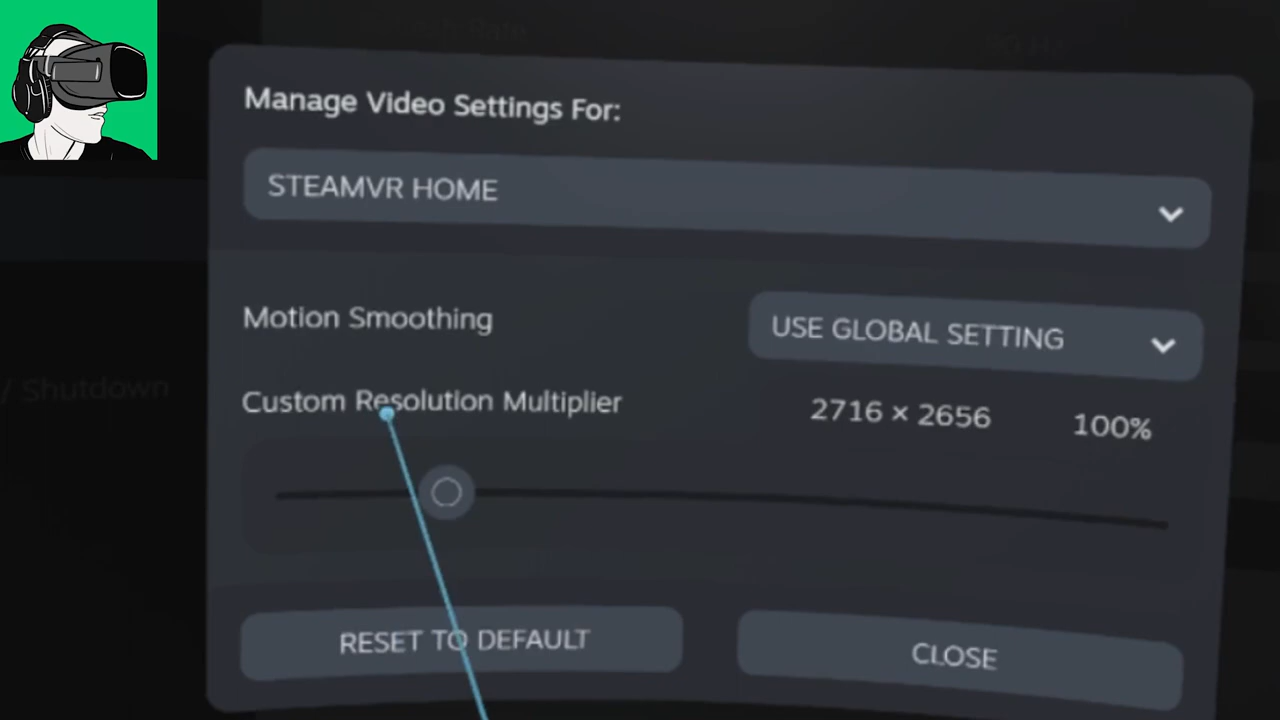 Manage Video Settings For:
STEAMVR HOME
Motion Smoothing
USE GLOBAL SETTING
/ Shutdown
Custom Resolution Multiplier
2716 × 2656
100%
RESET TO DEFAULT
CLOSE